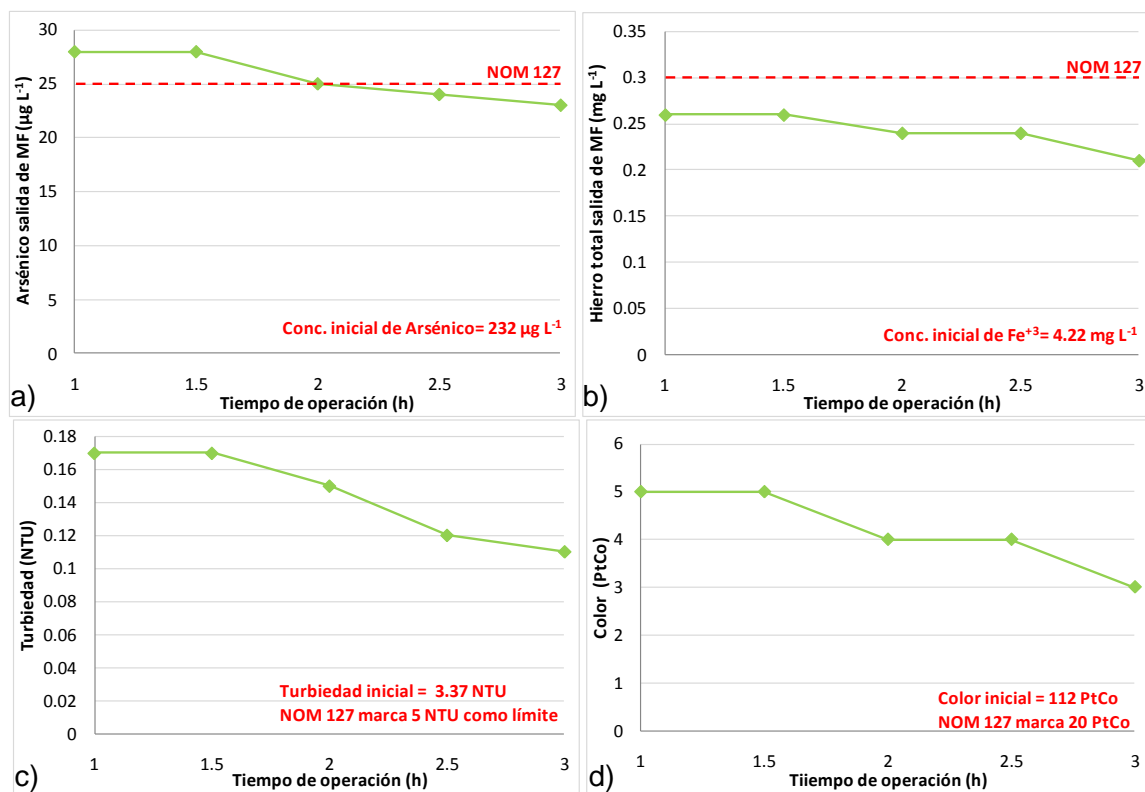 30
25
20
15
10
5
0
Arsénico salida de MF (µg L-1)
NOM 127
Conc. inicial de Arsénico= 232 µg L-1
1 1.5 2 2.5 3
Tiempo de operación (h)
a)
0.35
0.3
0.25
0.2
0.15
0.1
0.05
0
Hierro total salida de MF (mg L-1)
NOM 127
Conc. inicial de Fe+3= 4.22 mg L-1
1 1.5 2 2.5 3
Tiempo de operación (h)
b)
0.18
0.16
0.14
0.12
0.1
0.08
0.06
0.04
0.02
0
Turbiedad (NTU)
Turbiedad inicial = 3.37 NTU
NOM 127 marca 5 NTU como límite
1 1.5 2 2.5 3
Tiempo de operación (h)
c)
6
5
4
3
2
1
0
Color (PtCo)
Color inicial = 112 PtCo
NOM 127 marca 20 PtCo
1 1.5 2 2.5 3
Tiiempo de operación (h)
d)